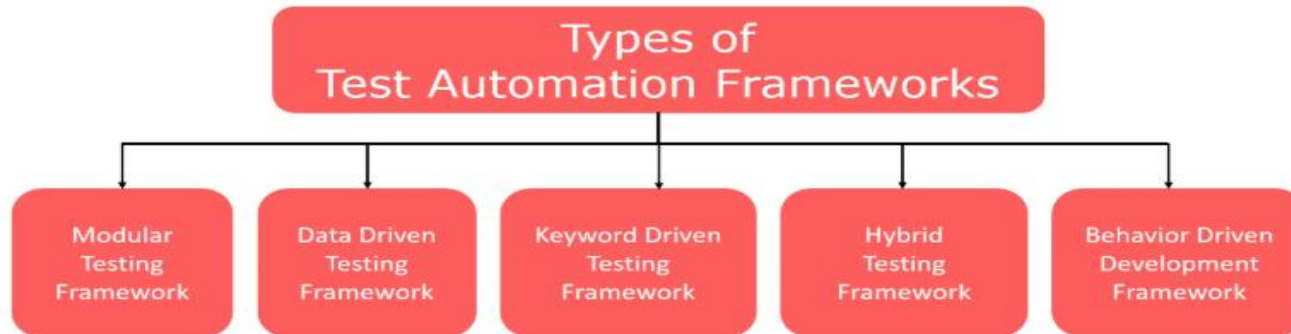 Types of
Test Automation Frameworks
Modular
Testing
Framework
Data Driven
Testing
Framework
Keyword Driven
Testing
Framework
Hybrid
Testing
Framework
Behavior Driven
Development
Framework